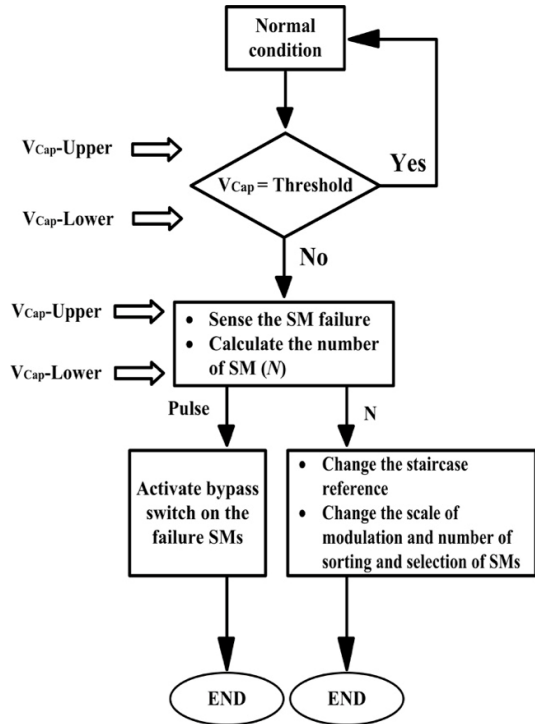 Normal
condition
VCap-Upper
Yes
VCap = Threshold
VCap-Lower
No
VCap-Upper
• Sense the SM failure
• Calculate the number
of SM (N)
VCap-Lower
Pulse
N
Activate bypass
switch on the
failure SMs
• Change the staircase
reference
• Change the scale of
modulation and number of
sorting and selection of SMs
END
END